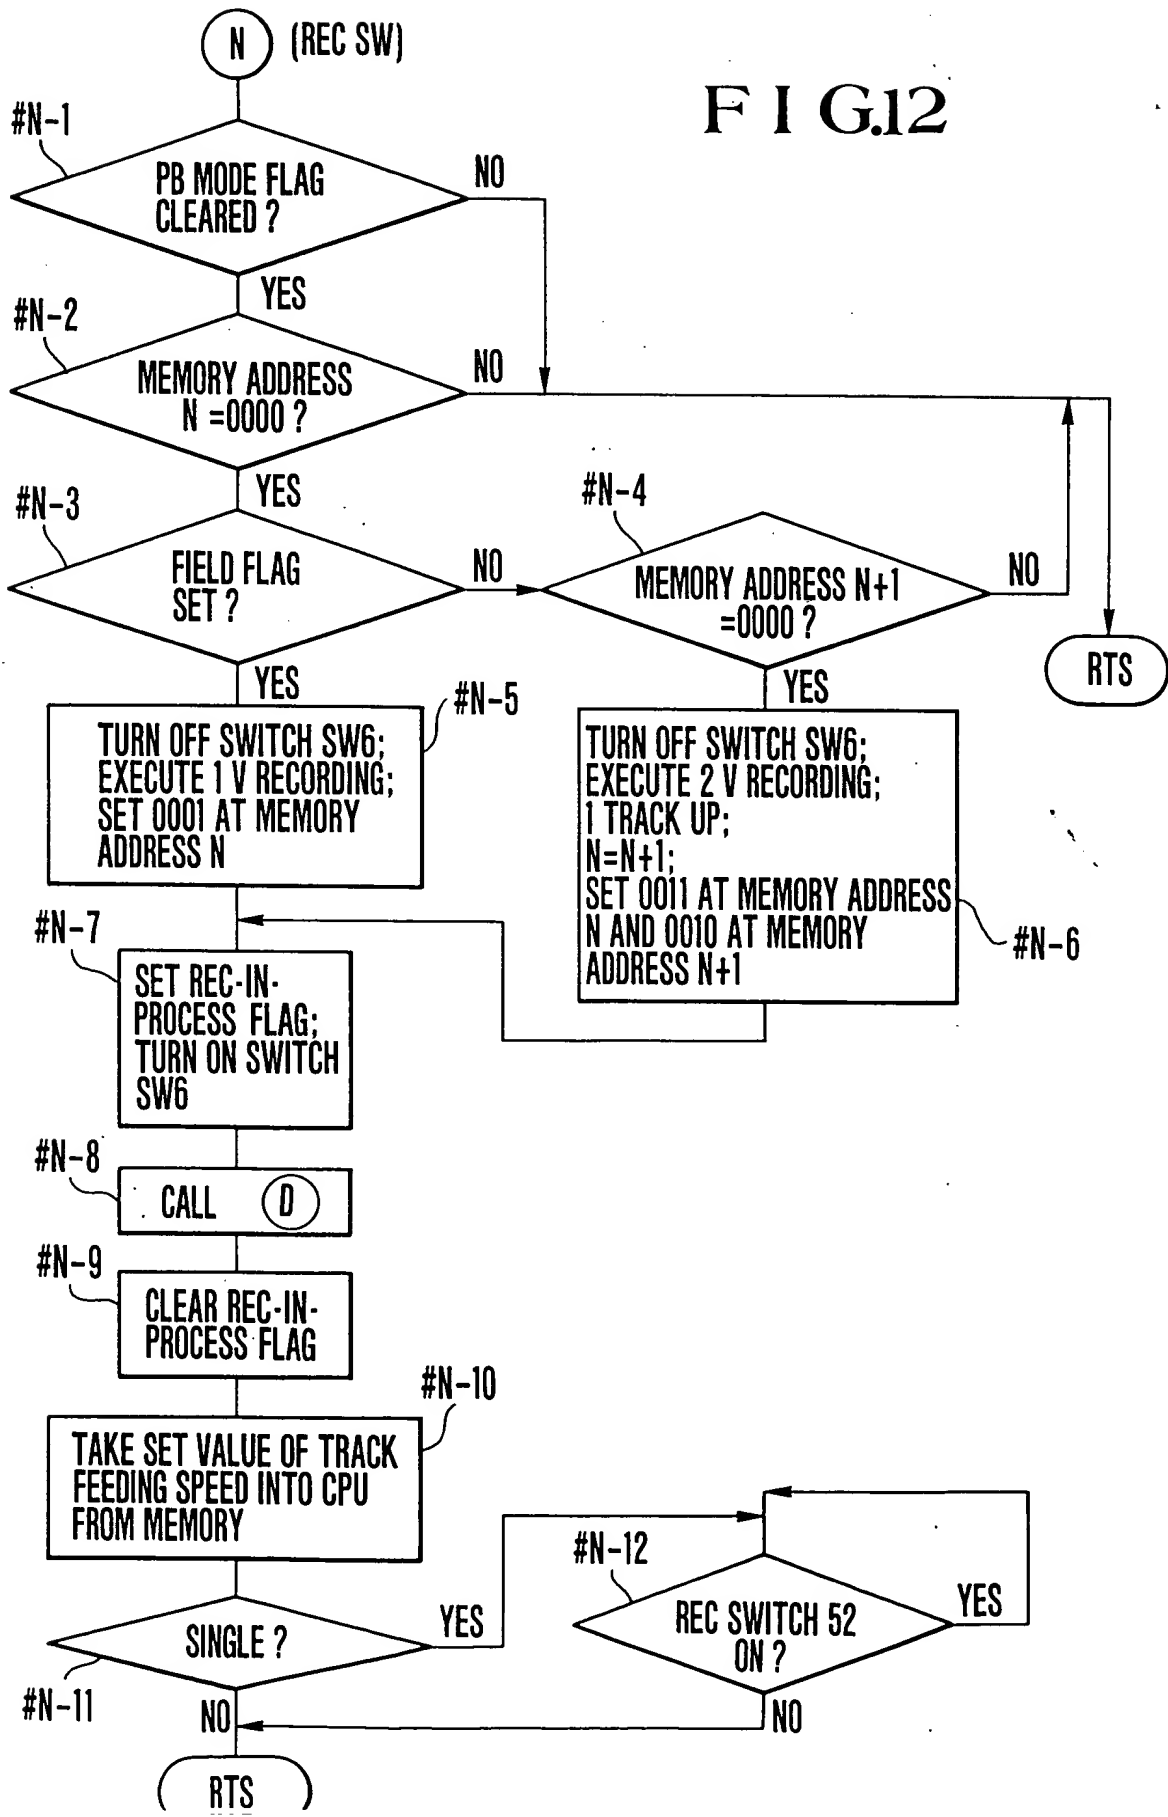 N (REC SW)
FIG.12
#N-1
PB MODE FLAG
CLEARED ?
NO
YES
#N-2
MEMORY ADDRESS
N =0000 ?
NO
YES
#N-3
FIELD FLAG
SET ?
NO
YES
#N-4
MEMORY ADDRESS N+1
=0000 ?
NO
YES
RTS
#N-5
TURN OFF SWITCH SW6;
EXECUTE 1 V RECORDING;
SET 0001 AT MEMORY
ADDRESS N
TURN OFF SWITCH SW6;
EXECUTE 2 V RECORDING;
1 TRACK UP;
N=N+1;
SET 0011 AT MEMORY ADDRESS
N AND 0010 AT MEMORY
ADDRESS N+1
#N-6
#N-7
SET REC-IN-
PROCESS FLAG;
TURN ON SWITCH
SW6
#N-8
CALL D
#N-9
CLEAR REC-IN-
PROCESS FLAG
#N-10
TAKE SET VALUE OF TRACK
FEEDING SPEED INTO CPU
FROM MEMORY
SINGLE ?
YES
#N-11
NO
#N-12
REC SWITCH 52
ON ?
YES
NO
RTS